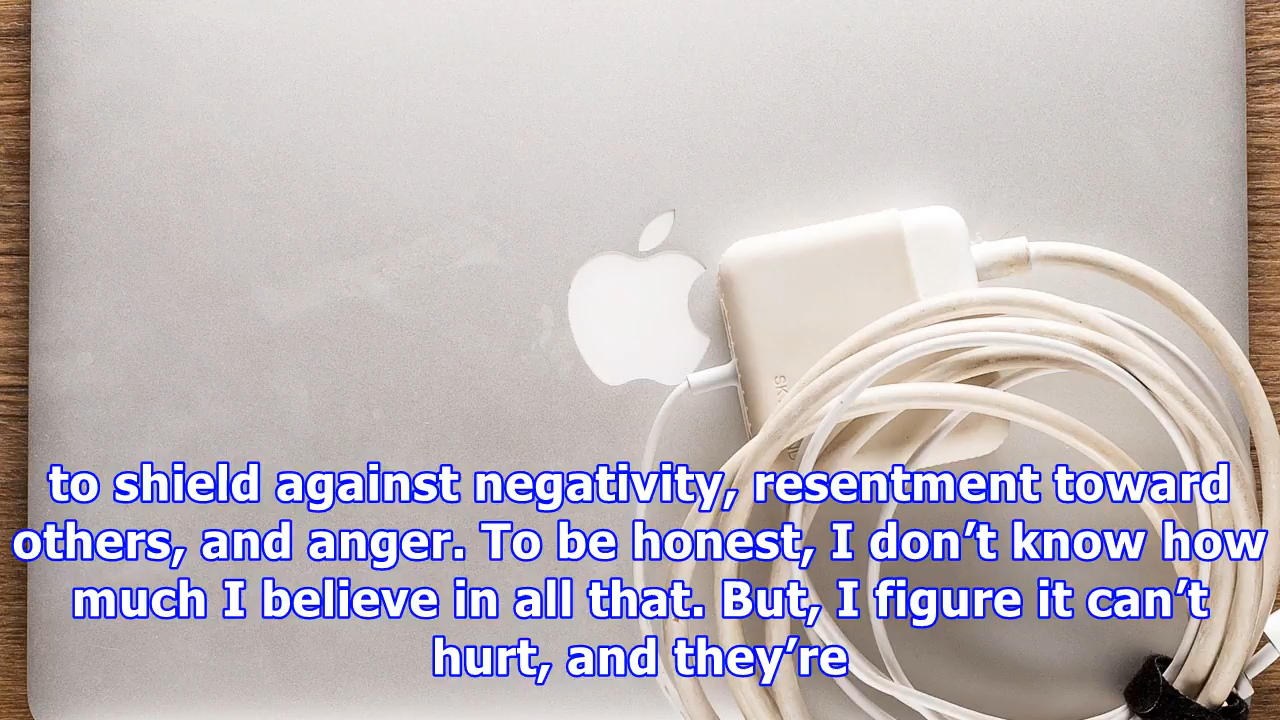 to shield against negativity, resentment toward
others, and anger. To be honest, I don’t know how
much I believe in all that. But, I figure it can’t
hurt, and they’re